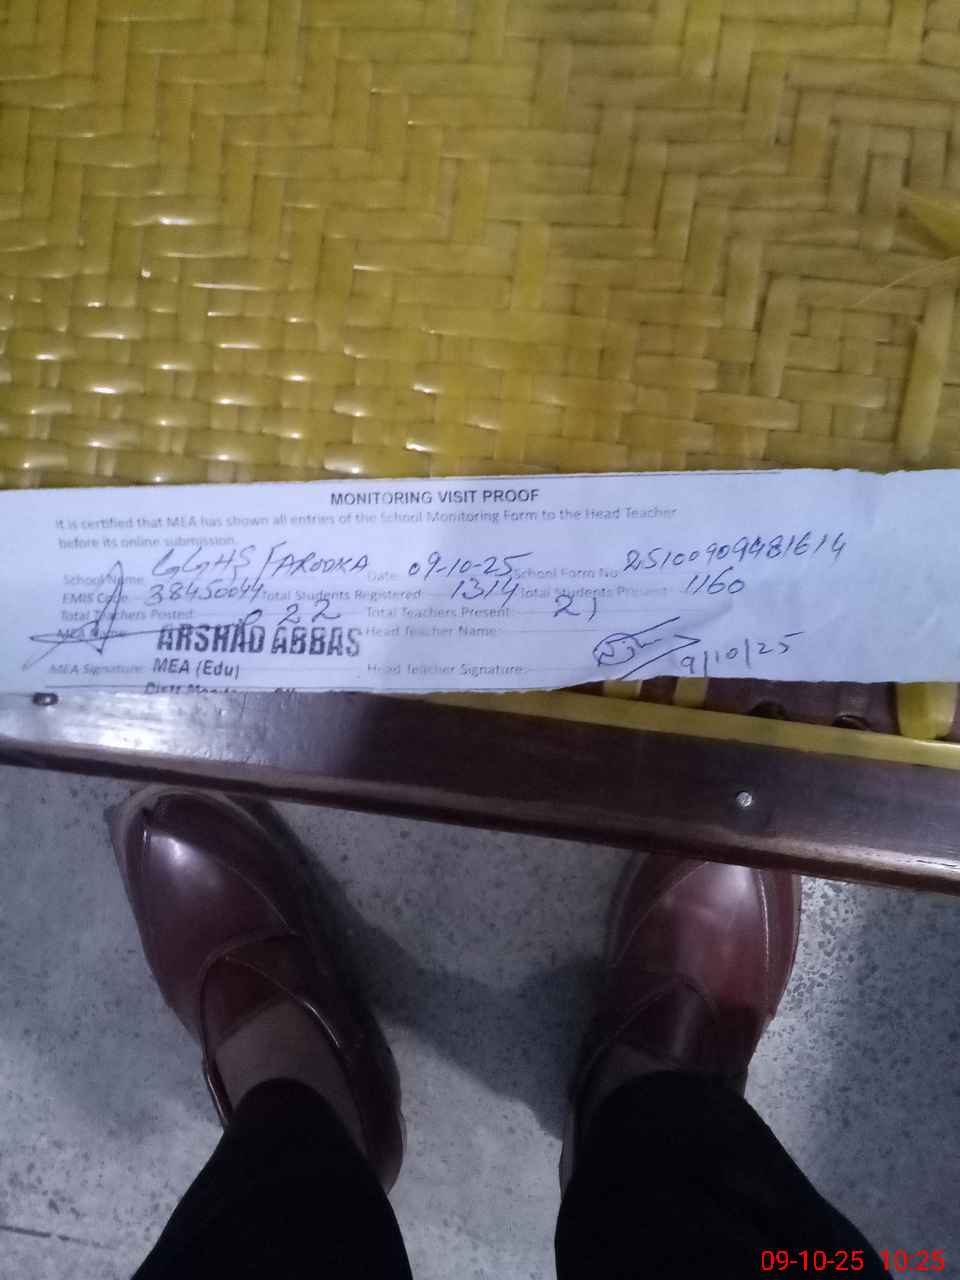 MONITORING VISIT PROOF
It is certified that MEA has shown all entries of the School Monitoring Form to the Head Teacher
before its online submission.
School Name GGHS FAROOKA Date 09-10-25 School Form No 25100909481614
EMIS Code 38450044 Total Students Registered: 1314 Total Students Present: 1160
Total Teachers Posted 022 Total Teachers Present: 21
MEA Name ARSHAD ABBAS Head Teacher Name:
MEA Signature: MEA (Edu) Head Teacher Signature: 9/10/25
09-10-25 10:25